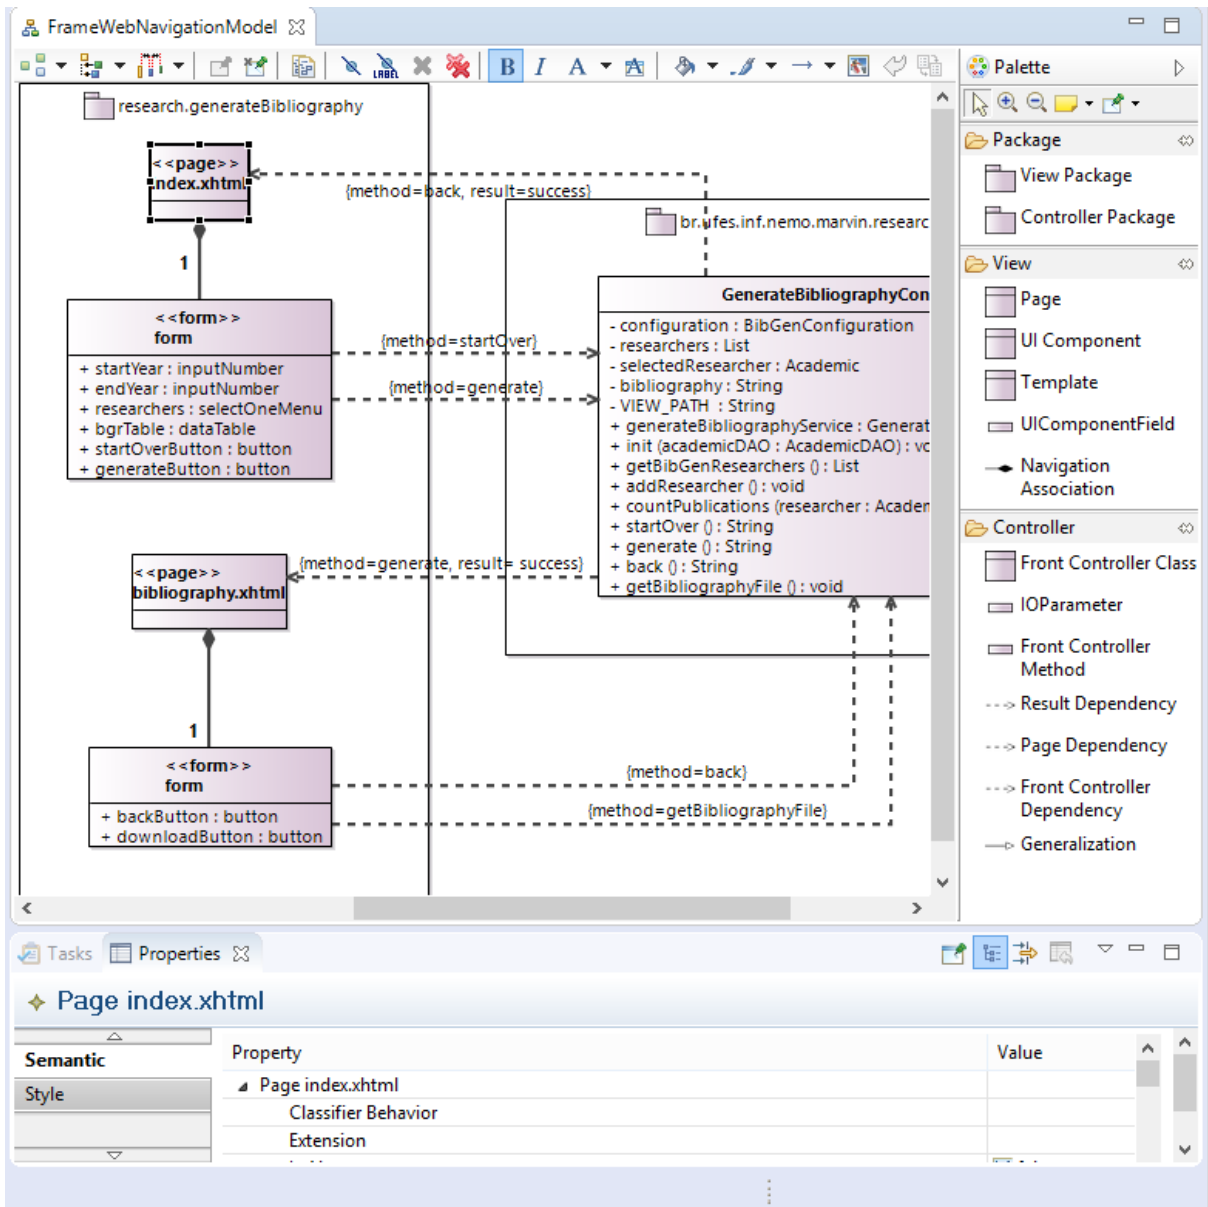 FrameWebNavigationModel
LABEL
B I A A
research.generateBibliography
<<page>>
index.xhtml
{method=back, result=success}
br.ufes.inf.nemo.marvin.researc
1
<<form>>
form
+ startYear : inputNumber
+ endYear : inputNumber
+ researchers : selectOneMenu
+ bgrTable : dataTable
+ startOverButton : button
+ generateButton : button
{method=startOver}
{method=generate}
GenerateBibliographyCon
- configuration : BibGenConfiguration
- researchers : List
- selectedResearcher : Academic
- bibliography : String
- VIEW_PATH : String
+ generateBibliographyService : Generat
+ init (academicDAO : AcademicDAO) : vo
+ getBibGenResearchers () : List
+ addResearcher () : void
+ countPublications (researcher : Academ
+ startOver () : String
+ generate () : String
+ back () : String
+ getBibliographyFile () : void
<<page>>
bibliography.xhtml
{method=generate, result= success}
1
<<form>>
form
+ backButton : button
+ downloadButton : button
{method=back}
{method=getBibliographyFile}
Palette
Package
View Package
Controller Package
View
Page
UI Component
Template
UIComponentField
Navigation
Association
Controller
Front Controller Class
IOParameter
Front Controller
Method
Result Dependency
Page Dependency
Front Controller
Dependency
Generalization
Tasks
Properties
Page index.xhtml
Semantic
Style
Property Value
Page index.xhtml
Classifier Behavior
Extension